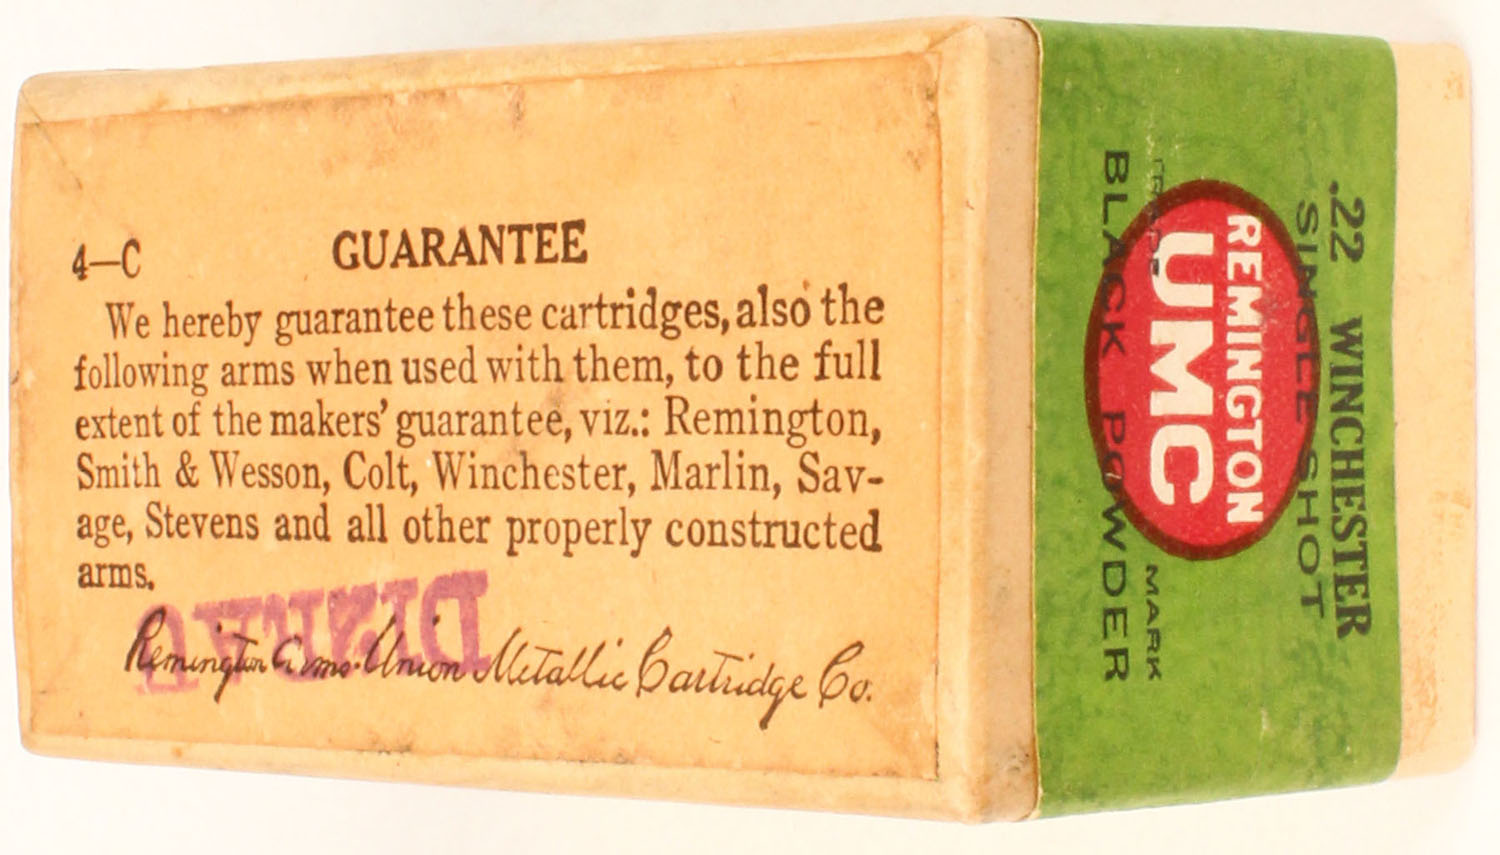 4—C GUARANTEE
We hereby guarantee these cartridges, also the
following arms when used with them, to the full
extent of the makers' guarantee, viz.: Remington,
Smith & Wesson, Colt, Winchester, Marlin, Sav-
age, Stevens and all other properly constructed
arms.
Remington Arms-Union Metallic Cartridge Co.
.22 WINCHESTER
SINGLE SHOT
REMINGTON
UMC
TRADE MARK
BLACK POWDER